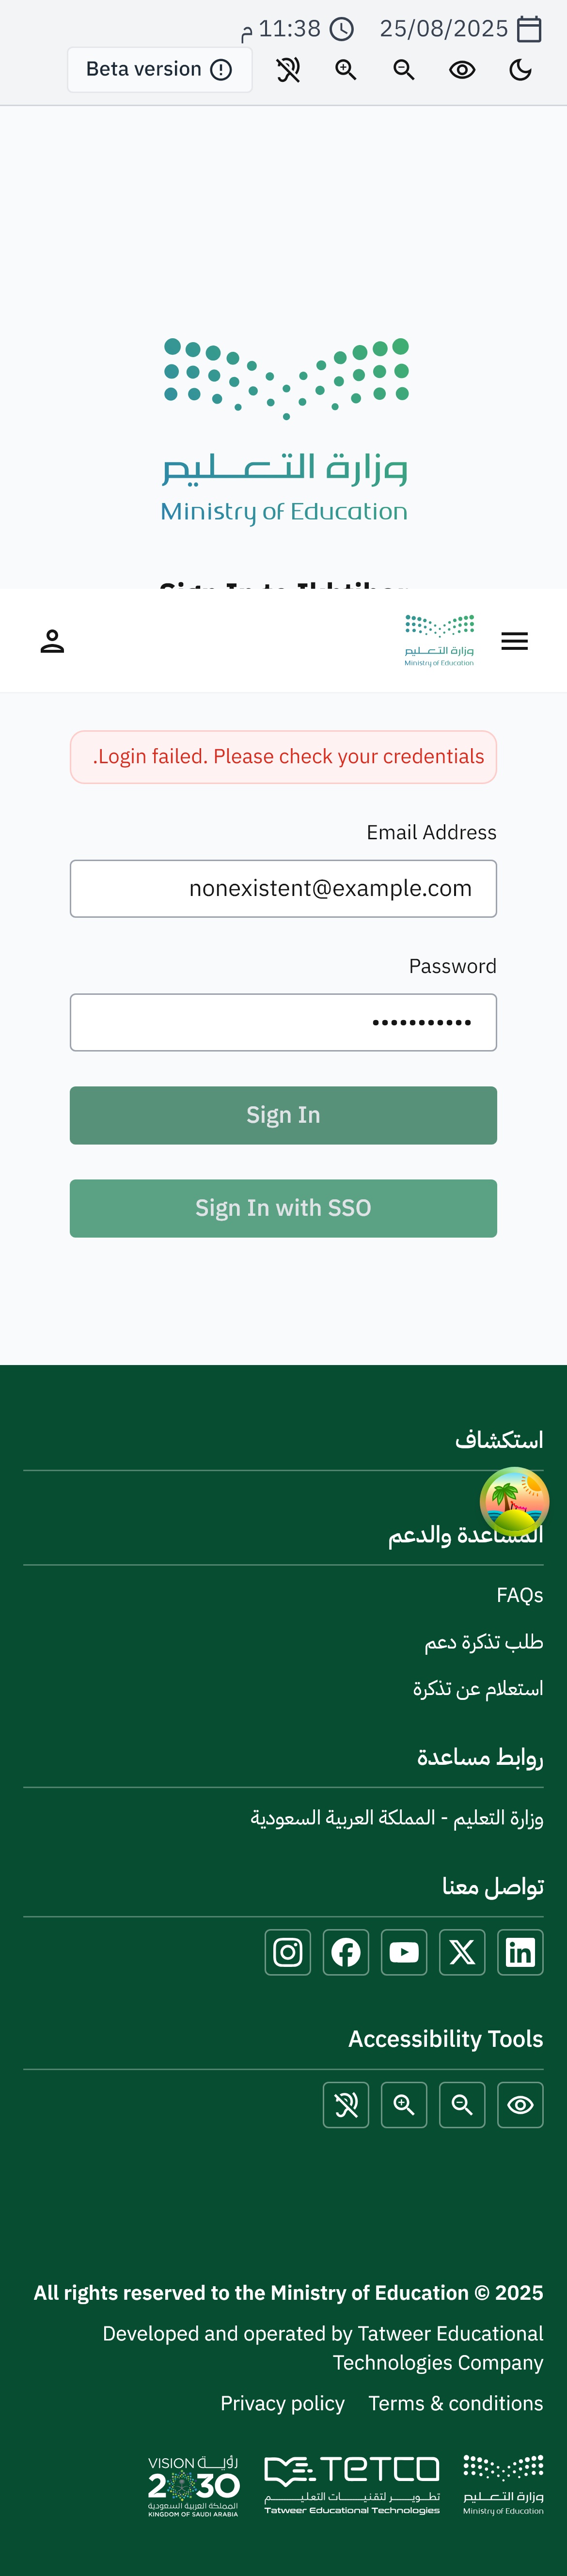 25/08/2025 11:38 م
Beta version
وزارة التعليم
Ministry of Education
Sign In to Ikhtibar
وزارة التعليم
Ministry of Education
.Login failed. Please check your credentials
Email Address
nonexistent@example.com
Password
•••••••••••
Sign In
Sign In with SSO
استكشاف
المساعدة والدعم
FAQs
طلب تذكرة دعم
استعلام عن تذكرة
روابط مساعدة
وزارة التعليم - المملكة العربية السعودية
تواصل معنا
Accessibility Tools
All rights reserved to the Ministry of Education © 2025
Developed and operated by Tatweer Educational
Technologies Company
Terms & conditions Privacy policy
وزارة التعليم
Ministry of Education
TETCO
تطوير لتقنيات التعليم
Tatweer Educational Technologies
VISION رؤية
2030
المملكة العربية السعودية
KINGDOM OF SAUDI ARABIA